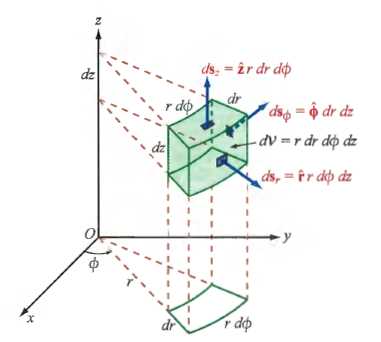 z
ds_z = ẑ r dr dϕ
dz
r dϕ
dr
ds_ϕ = ϕ̂ dr dz
dz
dV = r dr dϕ dz
ds_r = r̂ r dϕ dz
O
y
ϕ
r
x
dr
r dϕ